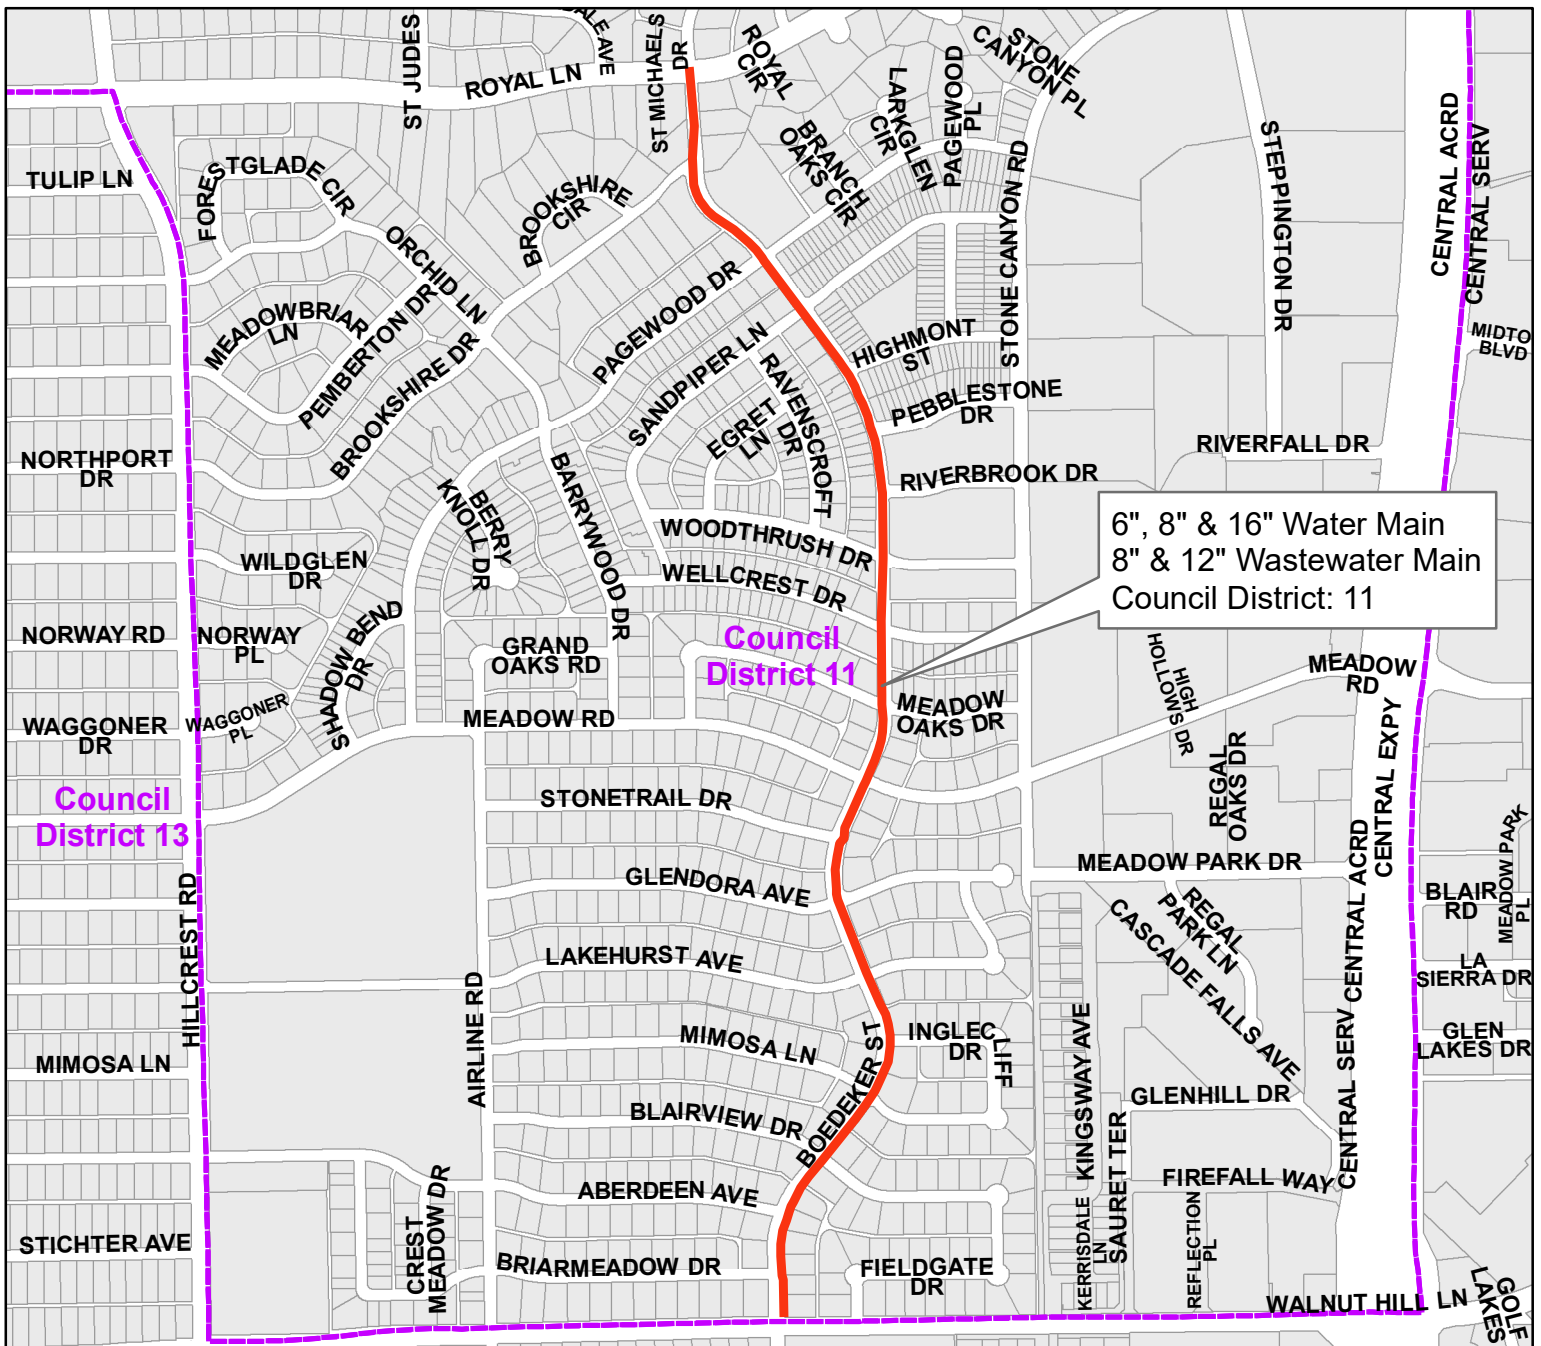 ST JUDES
ROYAL LN
DALE AVE
ST MICHAELS
DR
ROYAL
CIR
STONE
CANYON PL
LARKGLEN
CIR
PAGEWOOD
PL
BRANCH
OAKS CIR
STEPPINGTON DR
CENTRAL ACRD
CENTRAL SERV
TULIP LN
FORESTGLADE CIR
BROOKSHIRE
CIR
ORCHID LN
STONE CANYON RD
MEADOWBRIAR
LN
PEMBERTON DR
PAGEWOOD DR
SANDPIPER LN
HIGHMONT
ST
MIDTO
BLVD
BROOKSHIRE DR
RAVENSCROFT
DR
EGRET
LN
PEBBLESTONE
DR
NORTHPORT
DR
BARRYWOOD DR
RIVERBROOK DR
RIVERFALL DR
BERRY
KNOLL DR
WOODTHRUSH DR
6", 8" & 16" Water Main
8" & 12" Wastewater Main
Council District: 11
WILDGLEN
DR
WELLCREST DR
NORWAY RD
NORWAY
PL
SHADOW BEND
DR
GRAND
OAKS RD
Council
District 11
HIGH
HOLLOWS DR
MEADOW
RD
WAGGONER
DR
WAGGONER
PL
MEADOW RD
MEADOW
OAKS DR
REGAL
OAKS DR
CENTRAL EXPY
Council
District 13
STONETRAIL DR
MEADOW PARK DR
MEADOW PARK
PL
HILLCREST RD
GLENDORA AVE
BLAIR
RD
REGAL
PARK LN
CASCADE FALLS AVE
CENTRAL ACRD
LAKEHURST AVE
LA
SIERRA DR
AIRLINE RD
MIMOSA LN
MIMOSA LN
BOEDEKER ST
INGLEC
DR
LIFF
KINGSWAY AVE
GLEN
LAKES DR
CENTRAL SERV
BLAIRVIEW DR
GLENHILL DR
SAURET TER
ABERDEEN AVE
FIREFALL WAY
STICHTER AVE
CREST
MEADOW DR
BRIARMEADOW DR
FIELDGATE
DR
KERRISDALE
LN
REFLECTION
PL
WALNUT HILL LN
GOLF
LAKES